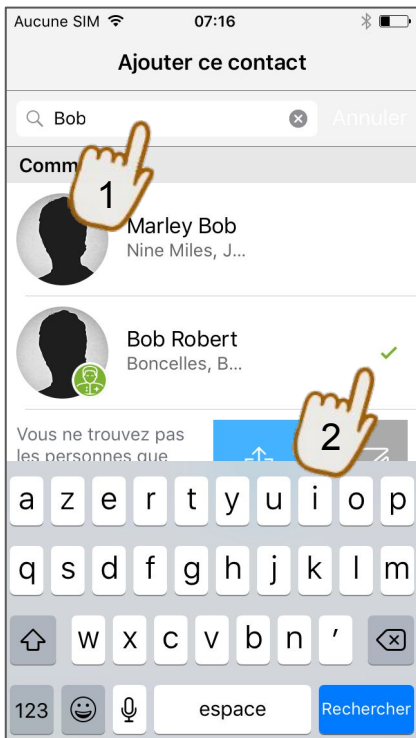 Aucune SIM 07:16
Ajouter ce contact
Bob Annuler
Comm
1
Marley Bob
Nine Miles, J...
Bob Robert
Boncelles, B...
2
Vous ne trouvez pas
les personnes que
a z e r t y u i o p
q s d f g h j k l m
w x c v b n ’
123 espace Rechercher